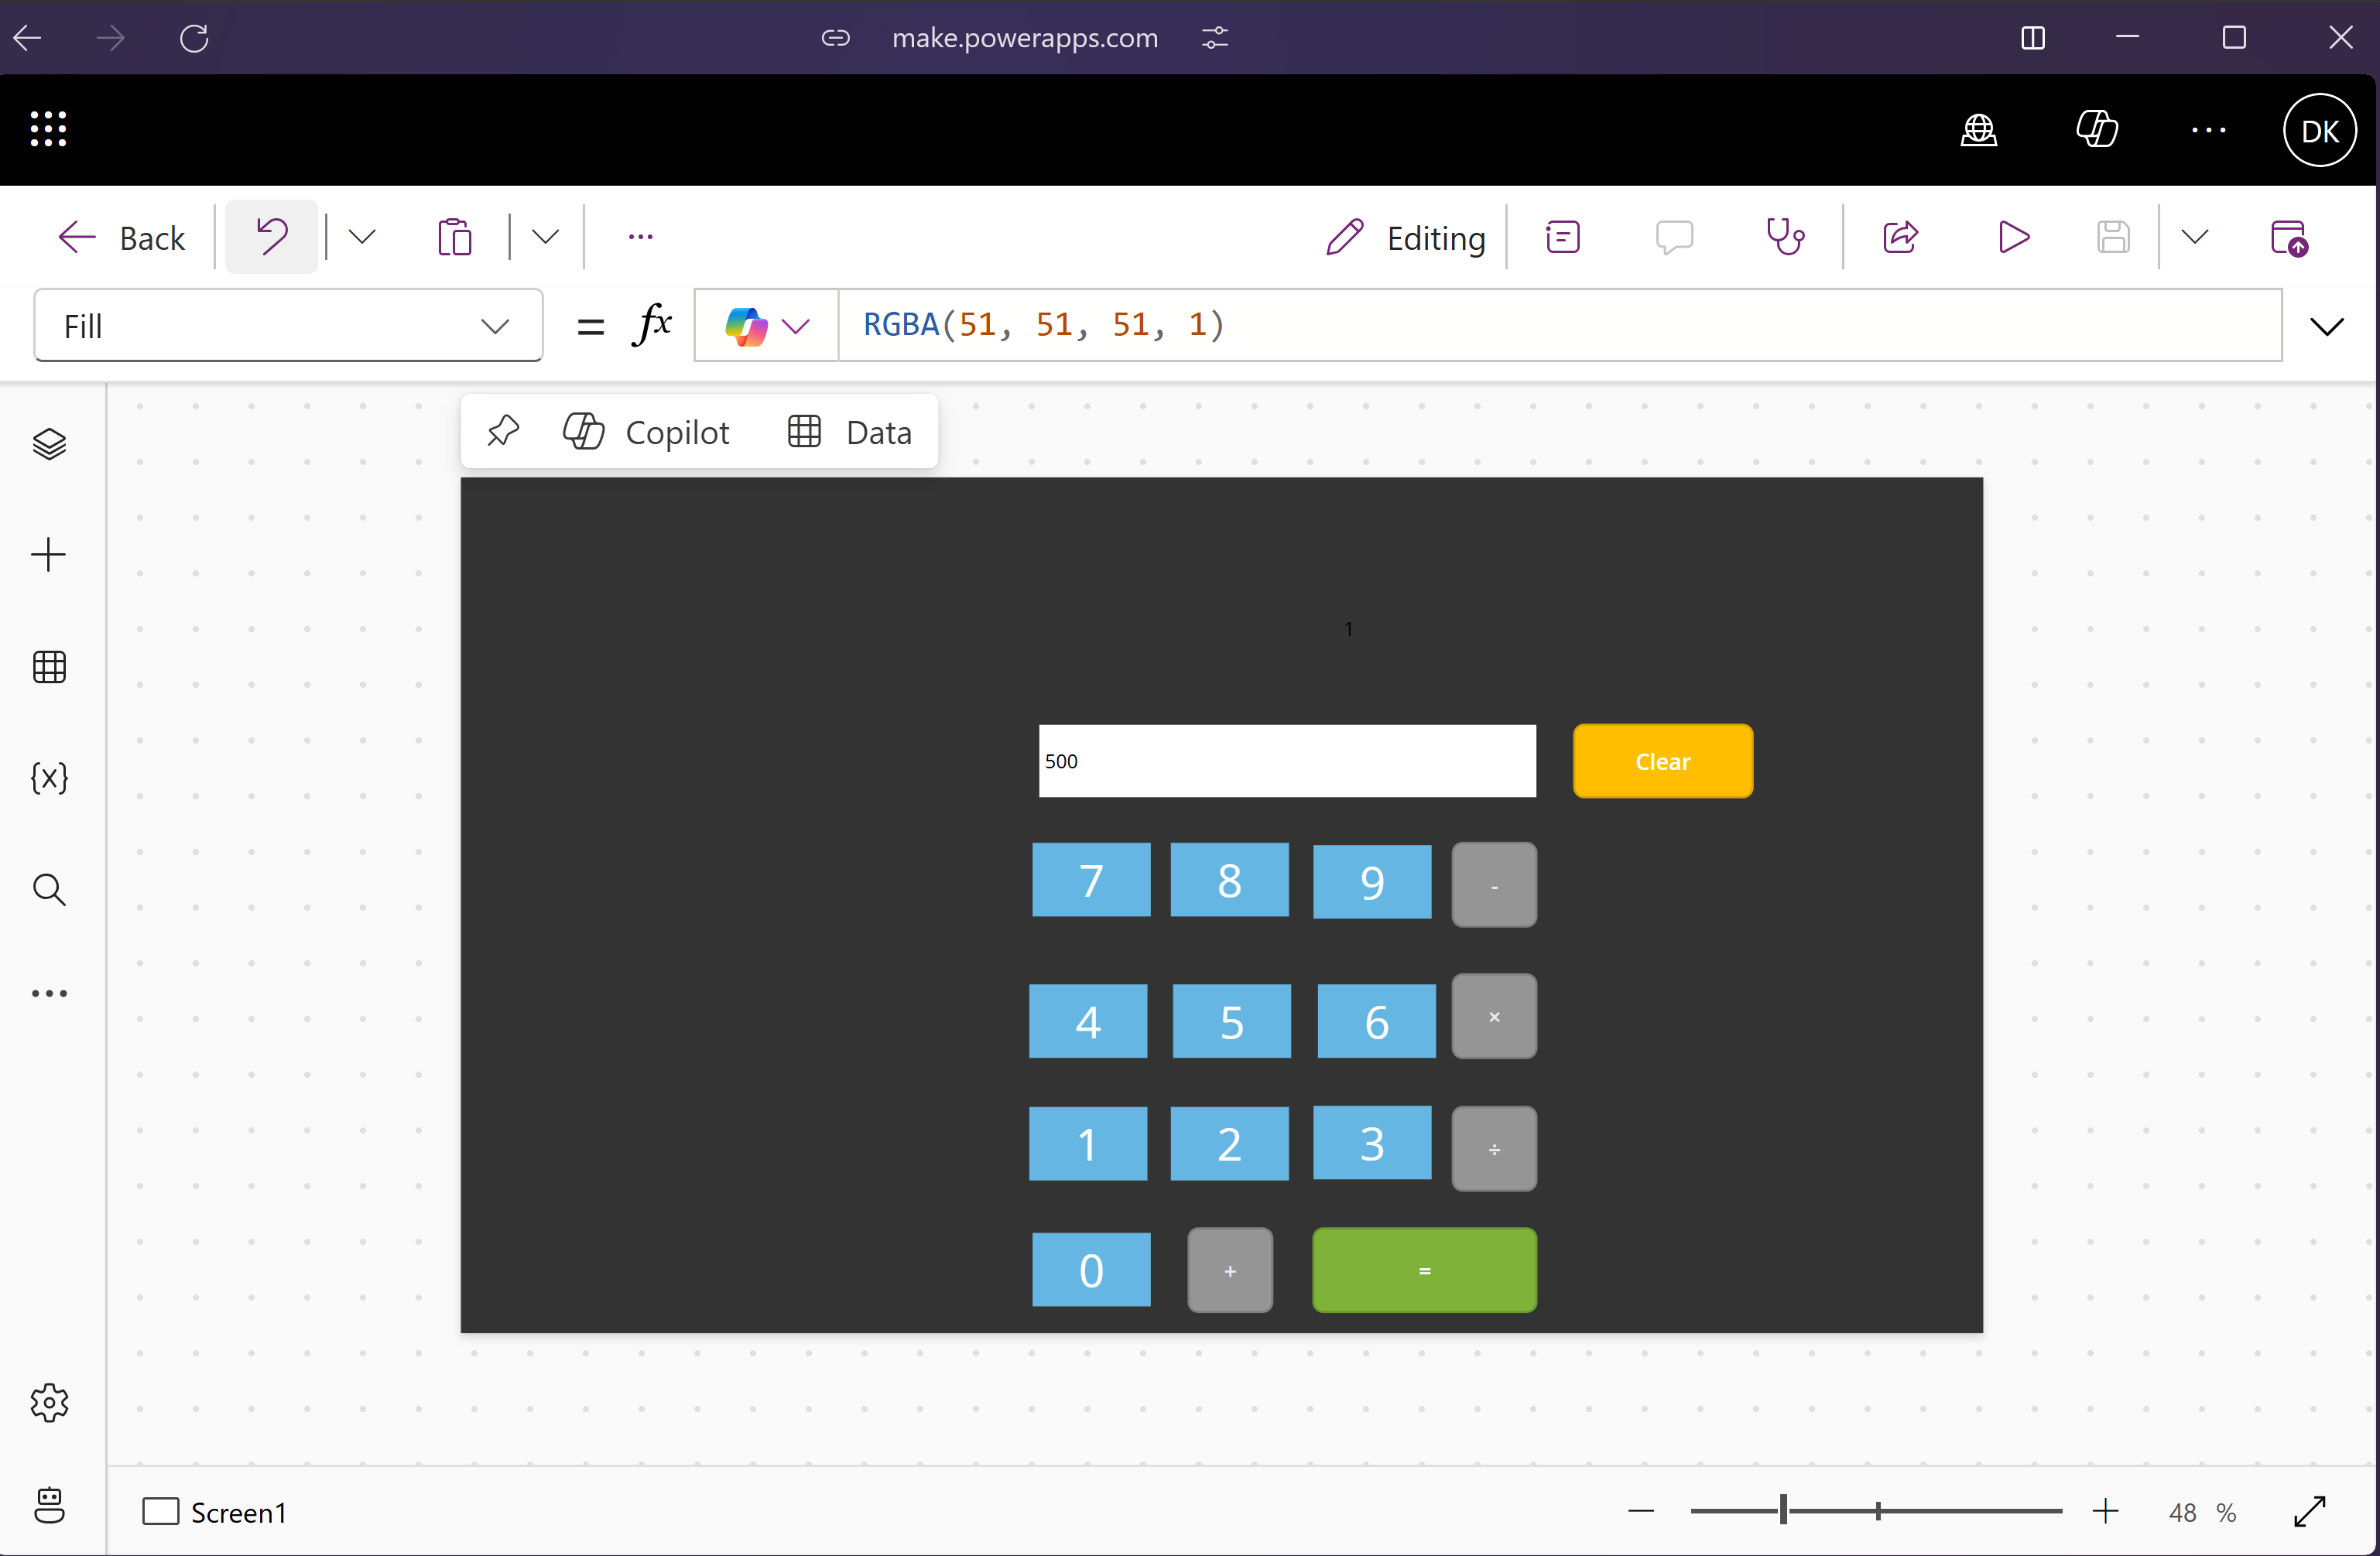 make.powerapps.com
DK
Back
Editing
Fill
= fx
RGBA(51, 51, 51, 1)
Copilot
Data
1
500
Clear
7 8 9 -
4 5 6 ×
1 2 3 ÷
0 + =
Screen1
48 %